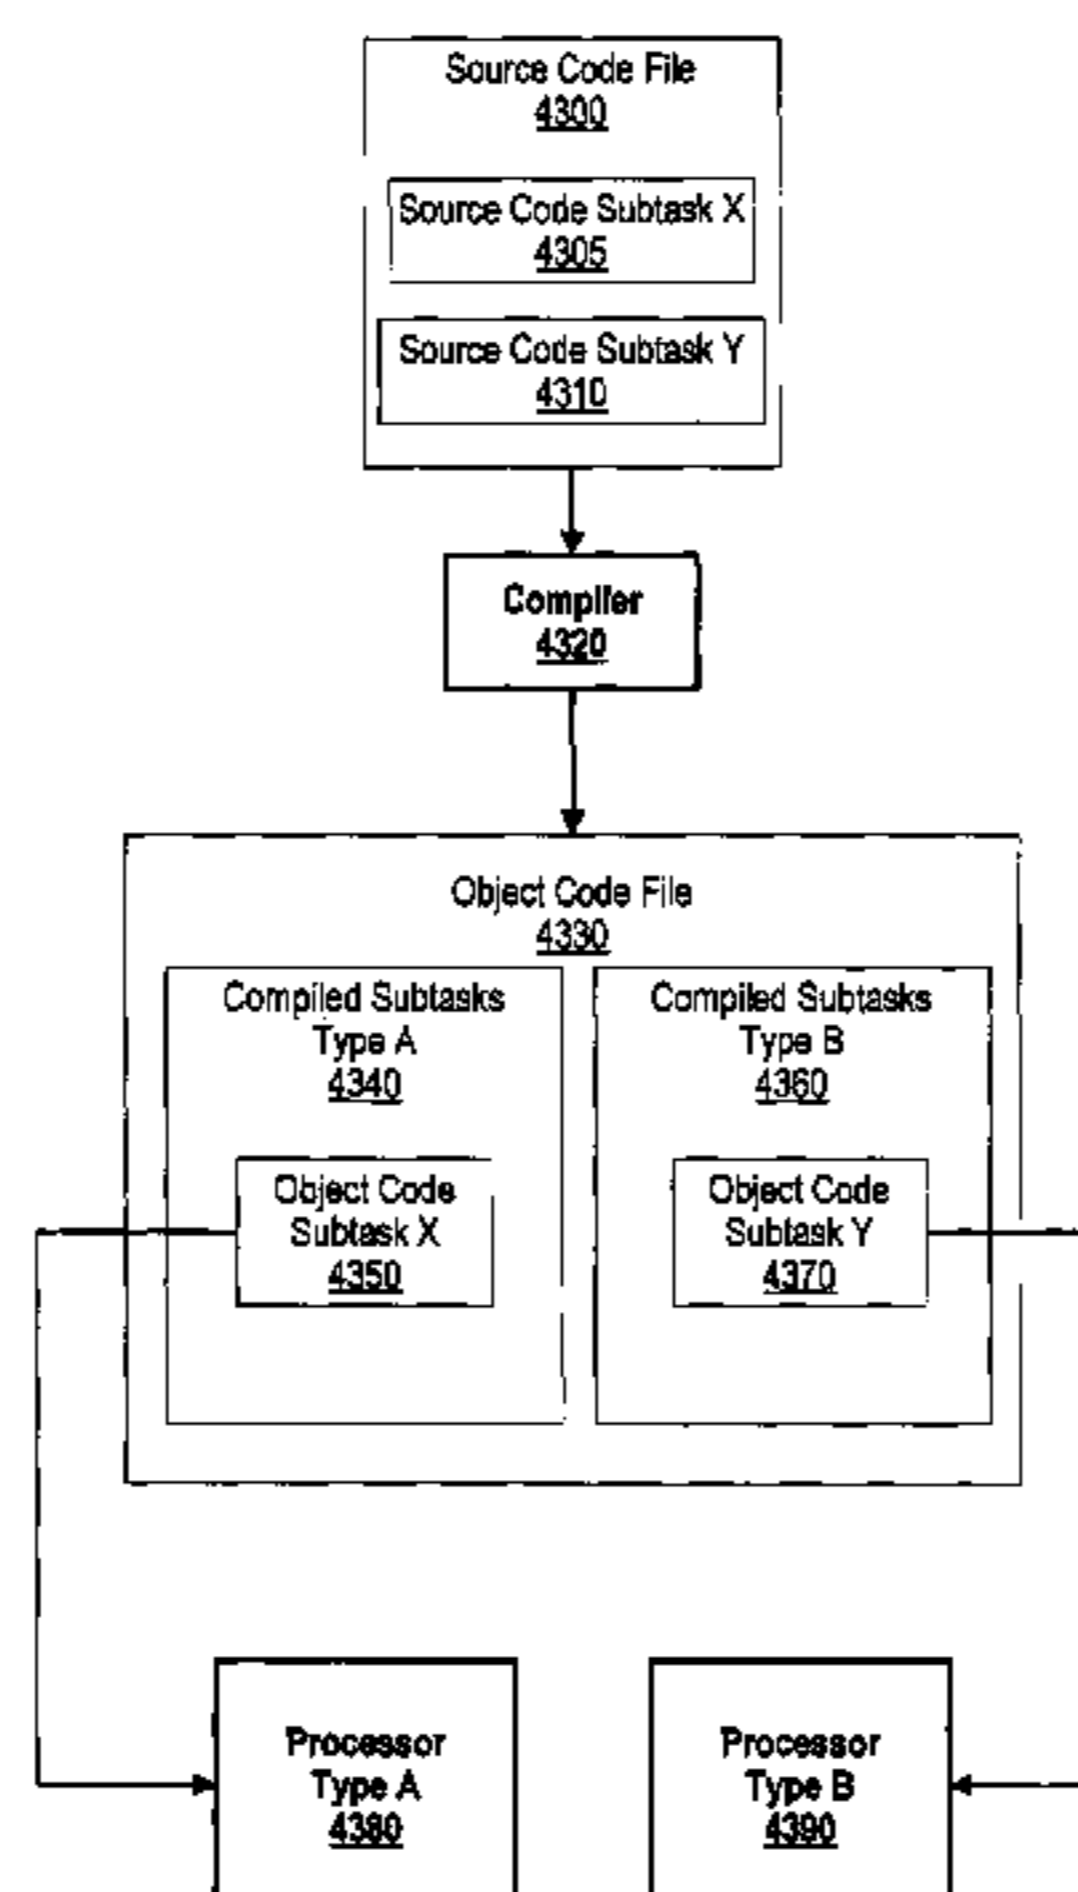 Source Code File
4300
Source Code Subtask X
4305
Source Code Subtask Y
4310
Compiler
4320
Object Code File
4330
Compiled Subtasks
Type A
4340
Object Code
Subtask X
4350
Compiled Subtasks
Type B
4360
Object Code
Subtask Y
4370
Processor
Type A
4380
Processor
Type B
4390